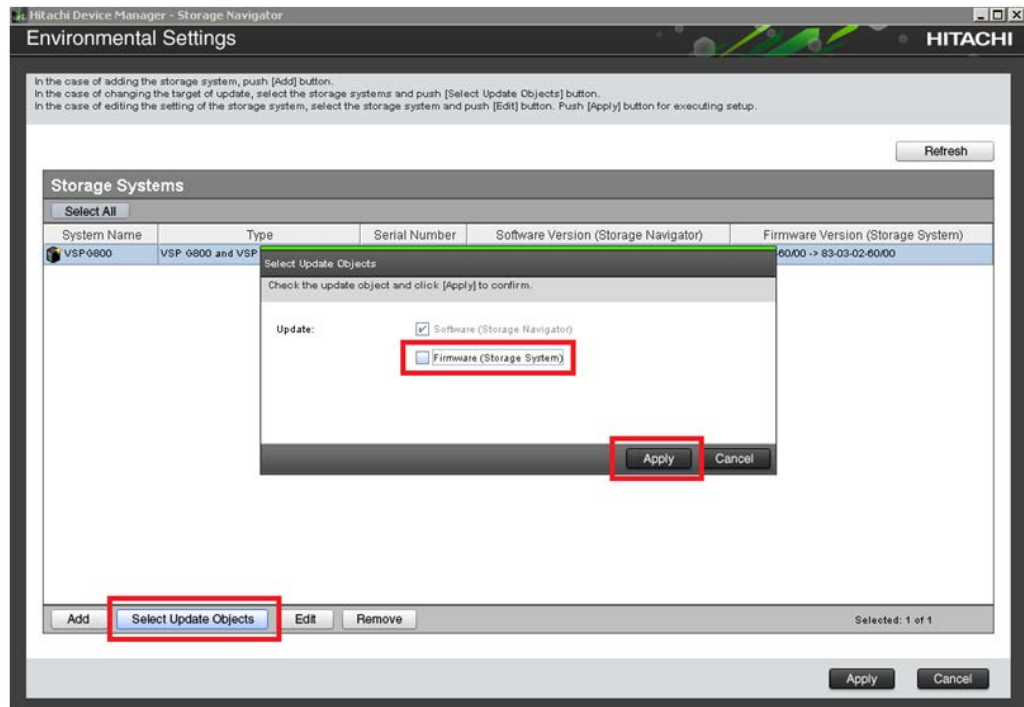 Hitachi Device Manager - Storage Navigator
Environmental Settings
HITACHI
In the case of adding the storage system, push [Add] button.
In the case of changing the target of update, select the storage systems and push [Select Update Objects] button.
In the case of editing the setting of the storage system, select the storage system and push [Edit] button. Push [Apply] button for executing setup.
Refresh
Storage Systems
Select All
System Name Type Serial Number Software Version (Storage Navigator) Firmware Version (Storage System)
VSPG800 VSP G800 and VSP -60/00 -> 83-03-02-60/00
Select Update Objects
Check the update object and click [Apply] to confirm.
Update: Software (Storage Navigator)
Firmware (Storage System)
Apply Cancel
Add Select Update Objects Edit Remove Selected: 1 of 1
Apply Cancel